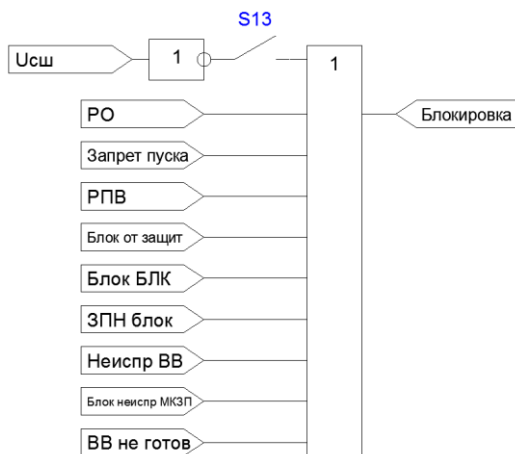 S13
Uсш
1
1
РО
Блокировка
Запрет пуска
РПВ
Блок от защит
Блок БЛК
ЗПН блок
Неиспр ВВ
Блок неиспр МКЗП
ВВ не готов